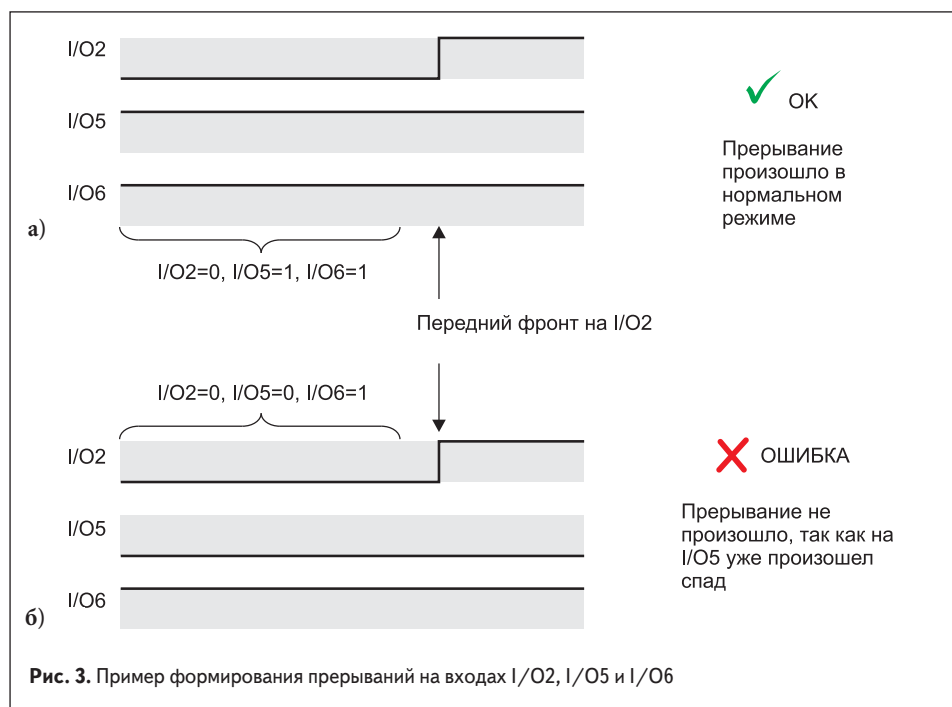 I/O2
I/O5
I/O6
а)
I/O2=0, I/O5=1, I/O6=1
OK
Прерывание
произошло в
нормальном
режиме
Передний фронт на I/O2
I/O2=0, I/O5=0, I/O6=1
I/O2
I/O5
I/O6
б)
ОШИБКА
Прерывание не
произошло, так как на
I/O5 уже произошел
спад
Рис. 3. Пример формирования прерываний на входах I/O2, I/O5 и I/O6